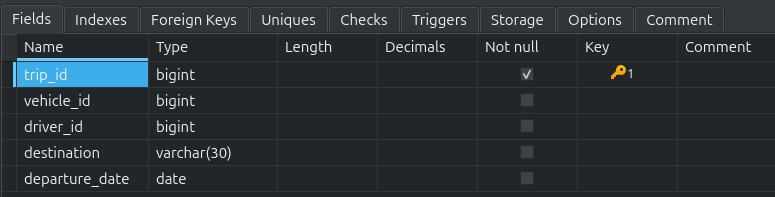 Fields Indexes Foreign Keys Uniques Checks Triggers Storage Options Comment
Name Type Length Decimals Not null Key Comment
trip_id bigint 1
vehicle_id bigint
driver_id bigint
destination varchar(30)
departure_date date